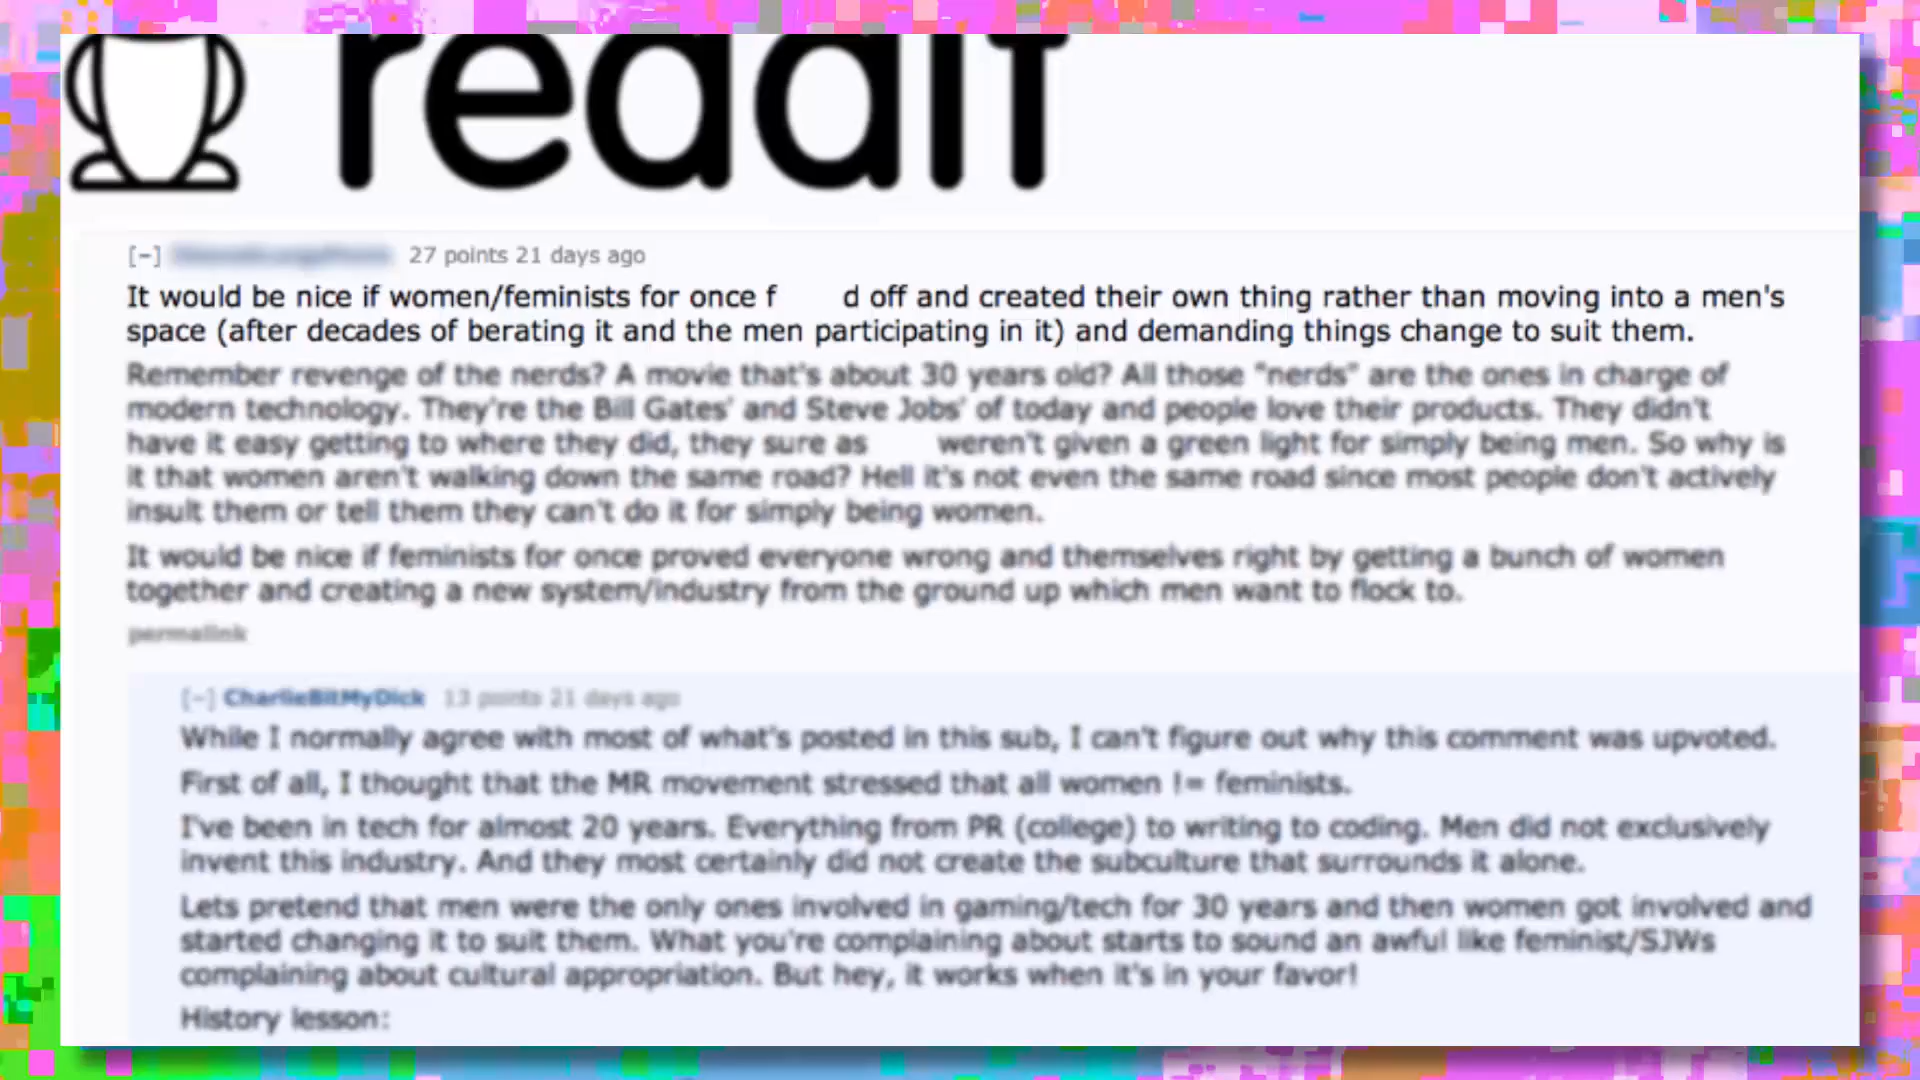 reddit
[-] 27 points 21 days ago
It would be nice if women/feminists for once f d off and created their own thing rather than moving into a men's
space (after decades of berating it and the men participating in it) and demanding things change to suit them.
Remember revenge of the nerds? A movie that's about 30 years old? All those "nerds" are the ones in charge of
modern technology. They're the Bill Gates' and Steve Jobs' of today and people love their products. They didn't
have it easy getting to where they did, they sure as weren't given a green light for simply being men. So why is
it that women aren't walking down the same road? Hell it's not even the same road since most people don't actively
insult them or tell them they can't do it for simply being women.
It would be nice if feminists for once proved everyone wrong and themselves right by getting a bunch of women
together and creating a new system/industry from the ground up which men want to flock to.
permalink
[-] CharlieBitMyDick 13 points 21 days ago
While I normally agree with most of what's posted in this sub, I can't figure out why this comment was upvoted.
First of all, I thought that the MR movement stressed that all women != feminists.
I've been in tech for almost 20 years. Everything from PR (college) to writing to coding. Men did not exclusively
invent this industry. And they most certainly did not create the subculture that surrounds it alone.
Lets pretend that men were the only ones involved in gaming/tech for 30 years and then women got involved and
started changing it to suit them. What you're complaining about starts to sound an awful like feminist/SJWs
complaining about cultural appropriation. But hey, it works when it's in your favor!
History lesson: